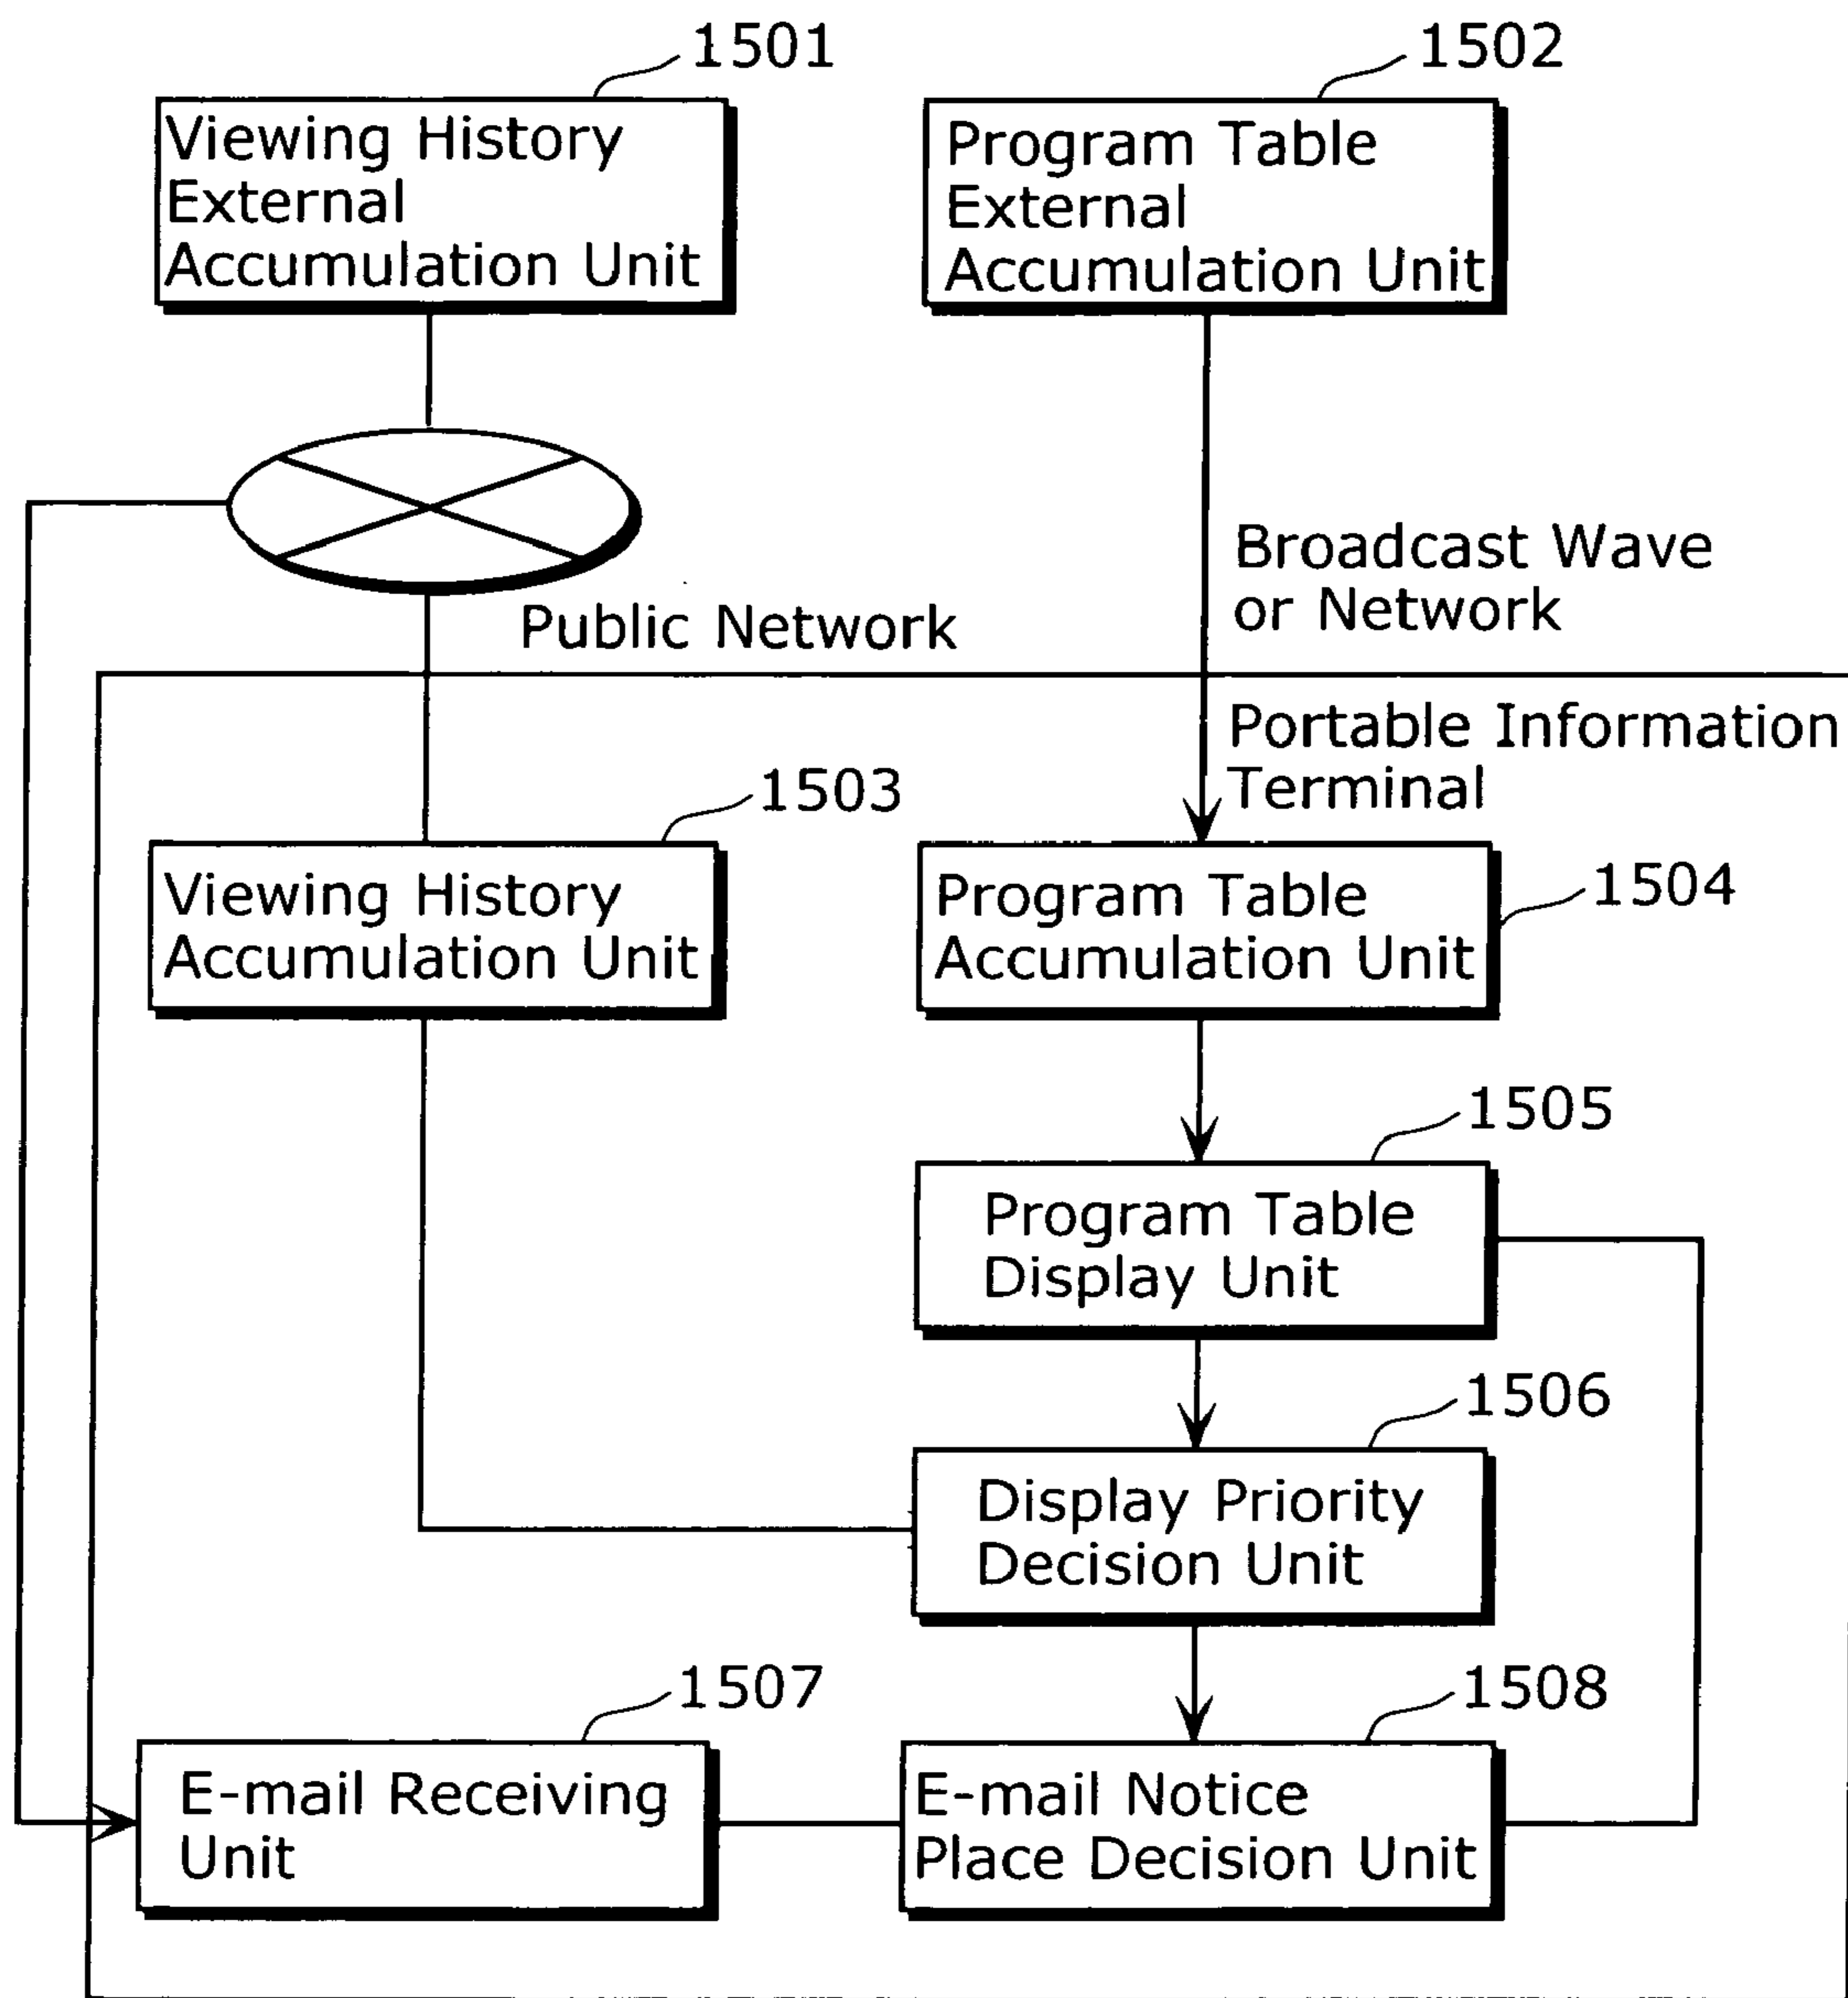 1501
Viewing History
External
Accumulation Unit
1502
Program Table
External
Accumulation Unit
Public Network
Broadcast Wave
or Network
Portable Information
Terminal
1503
Viewing History
Accumulation Unit
1504
Program Table
Accumulation Unit
1505
Program Table
Display Unit
1506
Display Priority
Decision Unit
1507
E-mail Receiving
Unit
1508
E-mail Notice
Place Decision Unit